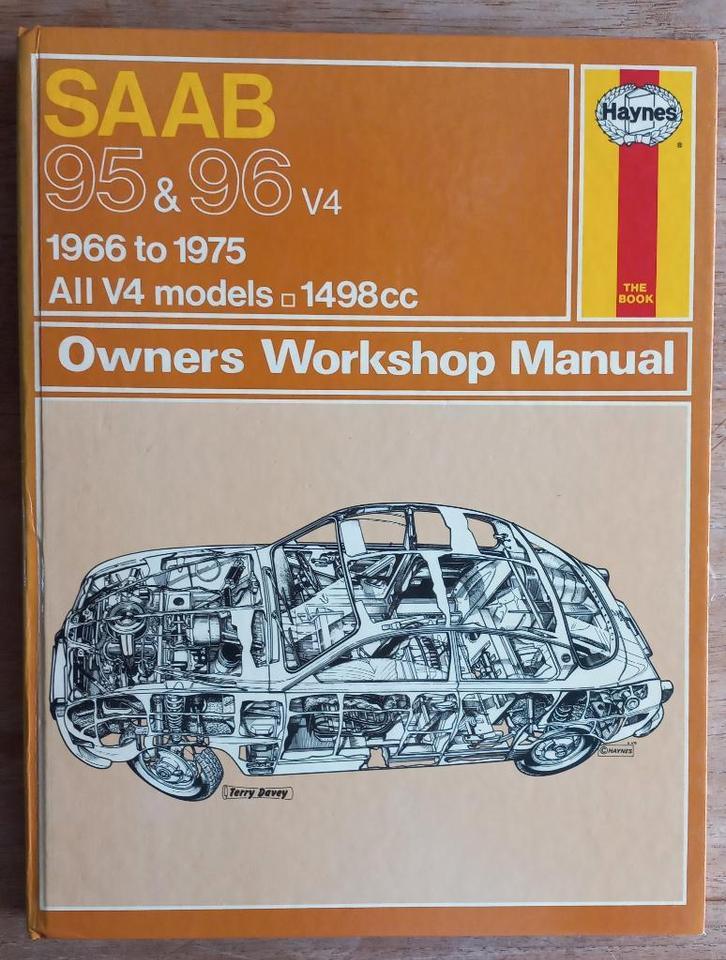 SAAB
95 & 96 V4
1966 to 1975
All V4 models □ 1498cc
Haynes
®
THE
BOOK
Owners Workshop Manual
Terry Davey
©HAYNES